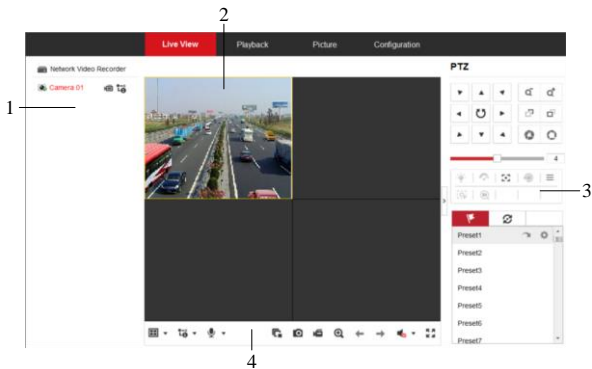 2
Live View Playback Picture Configuration
Network Video Recorder
PTZ
Camera 01
1
4
3
Preset1
Preset2
Preset3
Preset4
Preset5
Preset6
Preset7
4